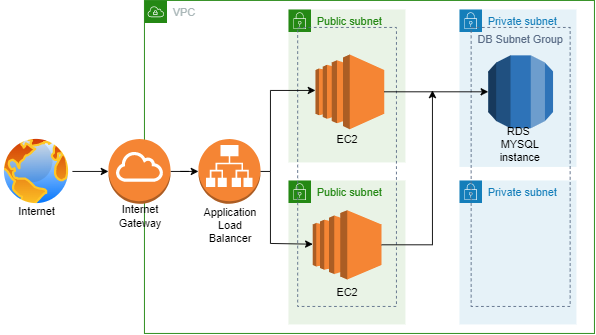 VPC
Public subnet
Private subnet
DB Subnet Group
EC2
RDS
MYSQL
instance
Internet
Internet
Gateway
Application
Load
Balancer
Public subnet
Private subnet
EC2